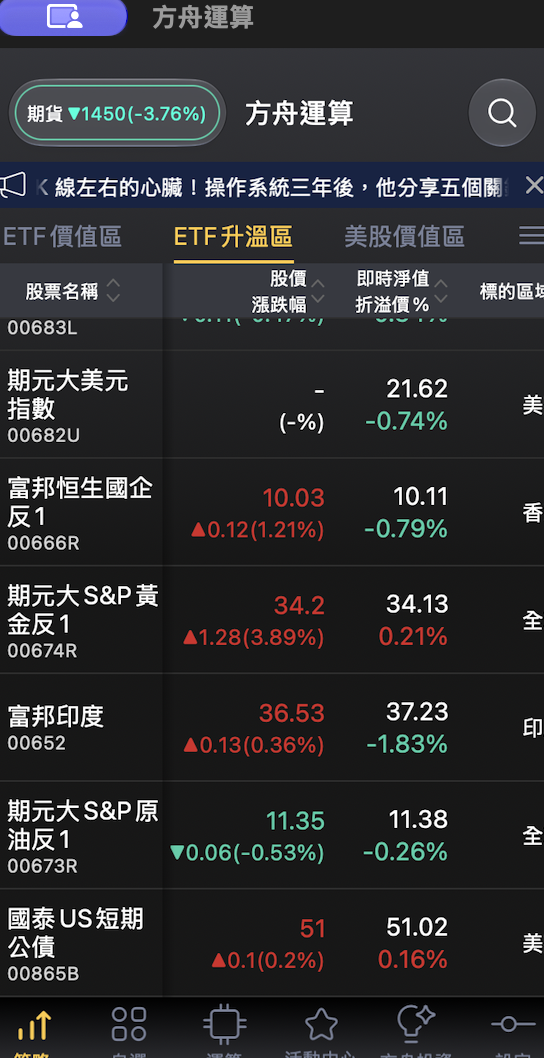 方舟運算
期貨 ▼1450(-3.76%)
方舟運算
K 線左右的心臟！操作系統三年後，他分享五個關
ETF價值區 ETF升溫區 美股價值區
股票名稱 股價 漲跌幅 即時淨值 折溢價% 標的區域
00683L
期元大美元
指數
00682U
-
(-%)
21.62
-0.74%
美
富邦恒生國企
反1
00666R
10.03
▲0.12(1.21%)
10.11
-0.79%
香
期元大S&P黃
金反1
00674R
34.2
▲1.28(3.89%)
34.13
0.21%
全
富邦印度
00652
36.53
▲0.13(0.36%)
37.23
-1.83%
印
期元大S&P原
油反1
00673R
11.35
▼0.06(-0.53%)
11.38
-0.26%
全
國泰US短期
公債
00865B
51
▲0.1(0.2%)
51.02
0.16%
美